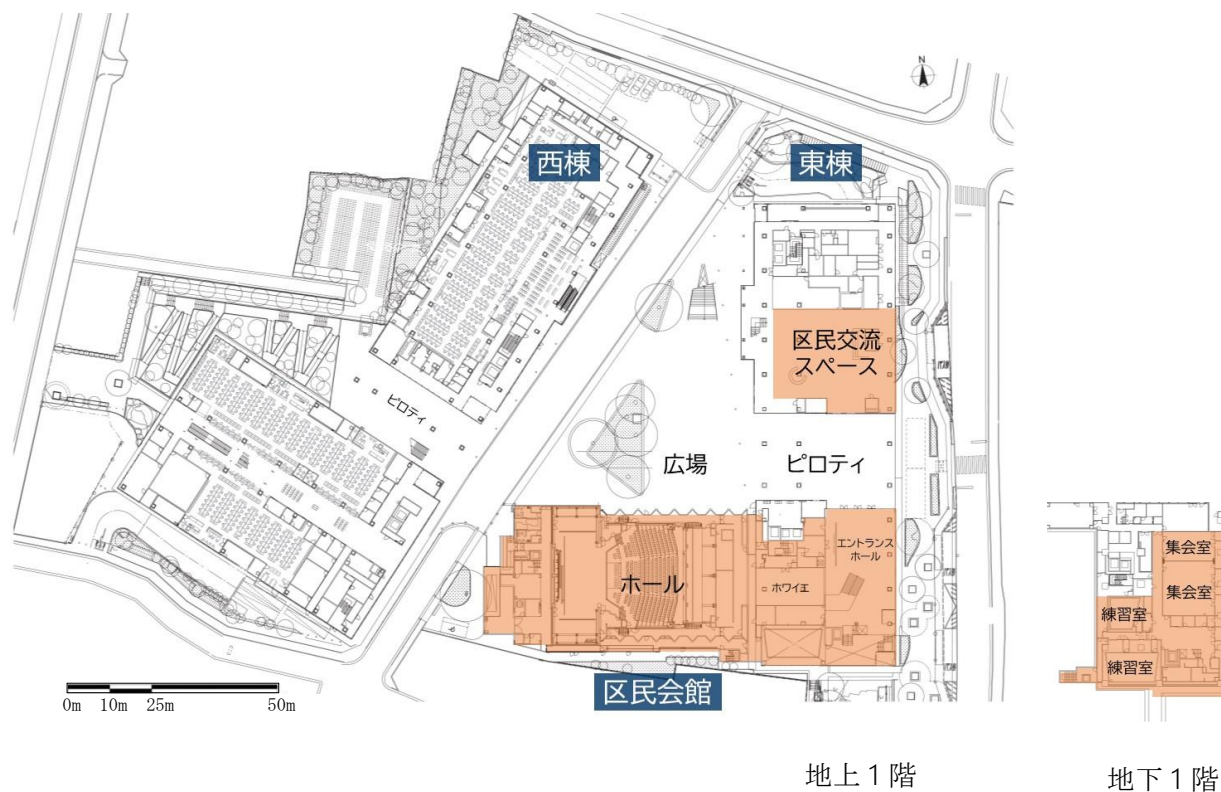 N
西棟
東棟
区民交流
スペース
ピロティ
広場
ピロティ
エントランス
ホール
ホール
ホワイエ
区民会館
0m 10m 25m 50m
地上１階
集会室
集会室
練習室
練習室
地下１階